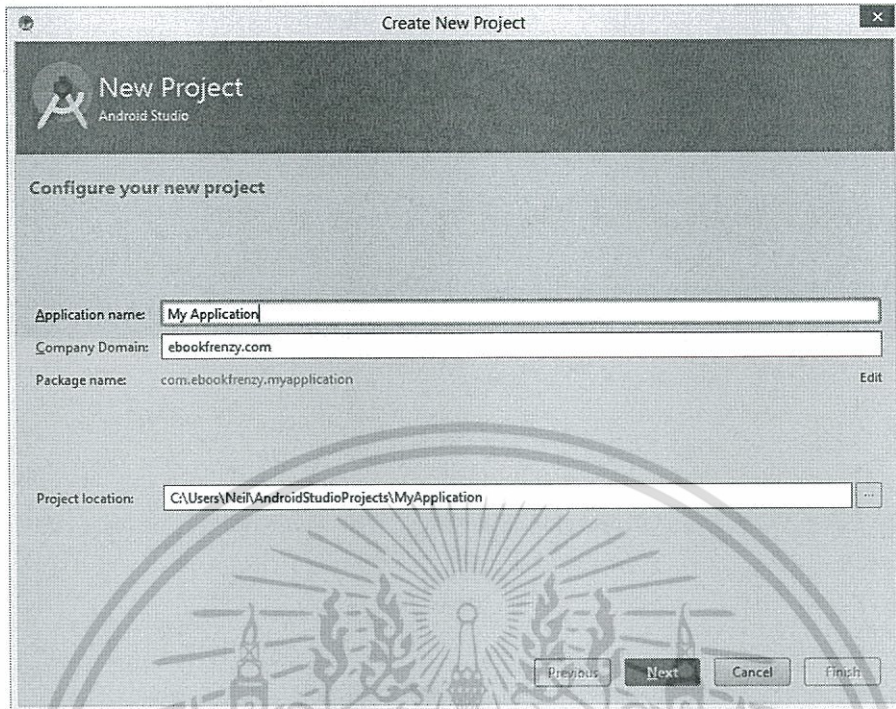 Create New Project
New Project
Android Studio
Configure your new project
Application name: My Application
Company Domain: ebookfrenzy.com
Package name: com.ebookfrenzy.myapplication Edit
Project location: C:\Users\Neil\AndroidStudioProjects\MyApplication ...
Previous Next Cancel Finish